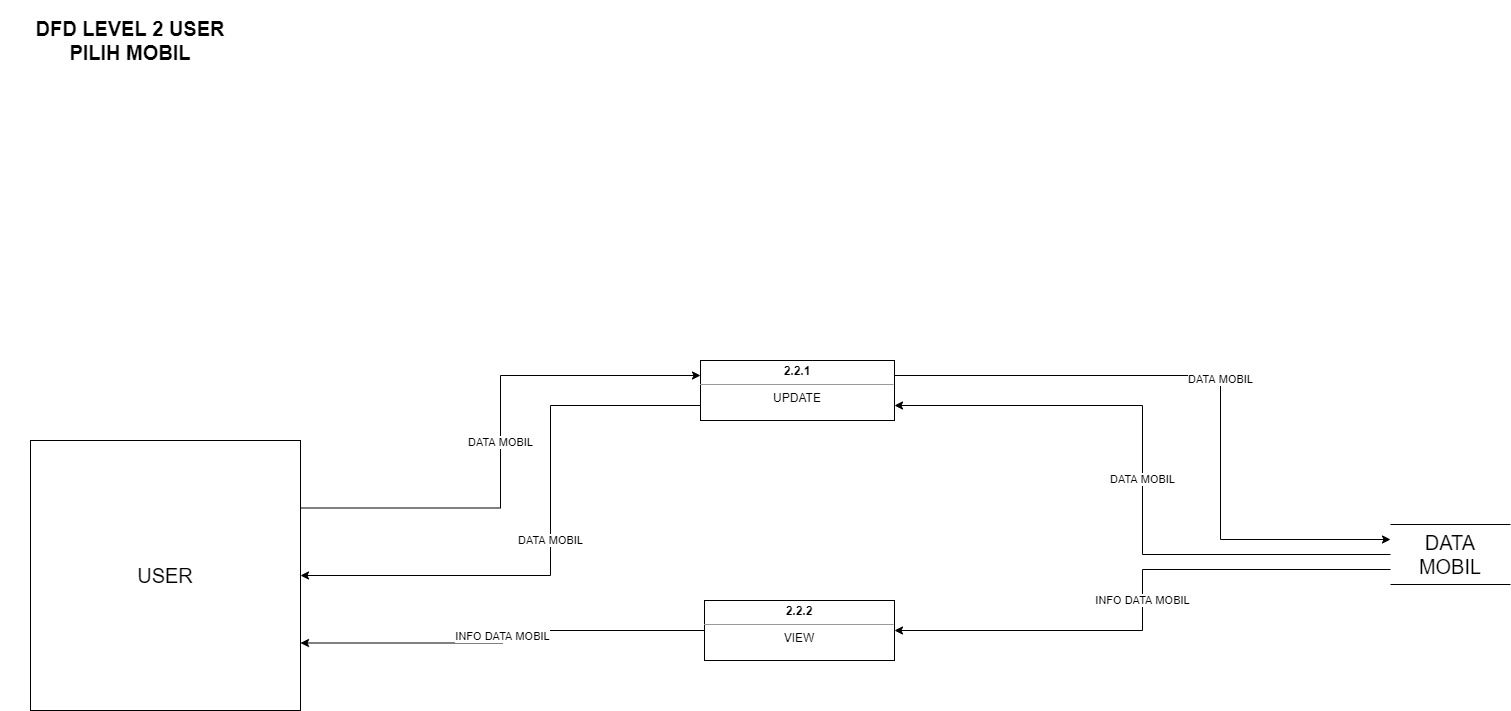 DFD LEVEL 2 USER
PILIH MOBIL
2.2.1
UPDATE
DATA MOBIL
DATA MOBIL
DATA MOBIL
DATA MOBIL
USER
DATA
MOBIL
INFO DATA MOBIL
2.2.2
VIEW
INFO DATA MOBIL